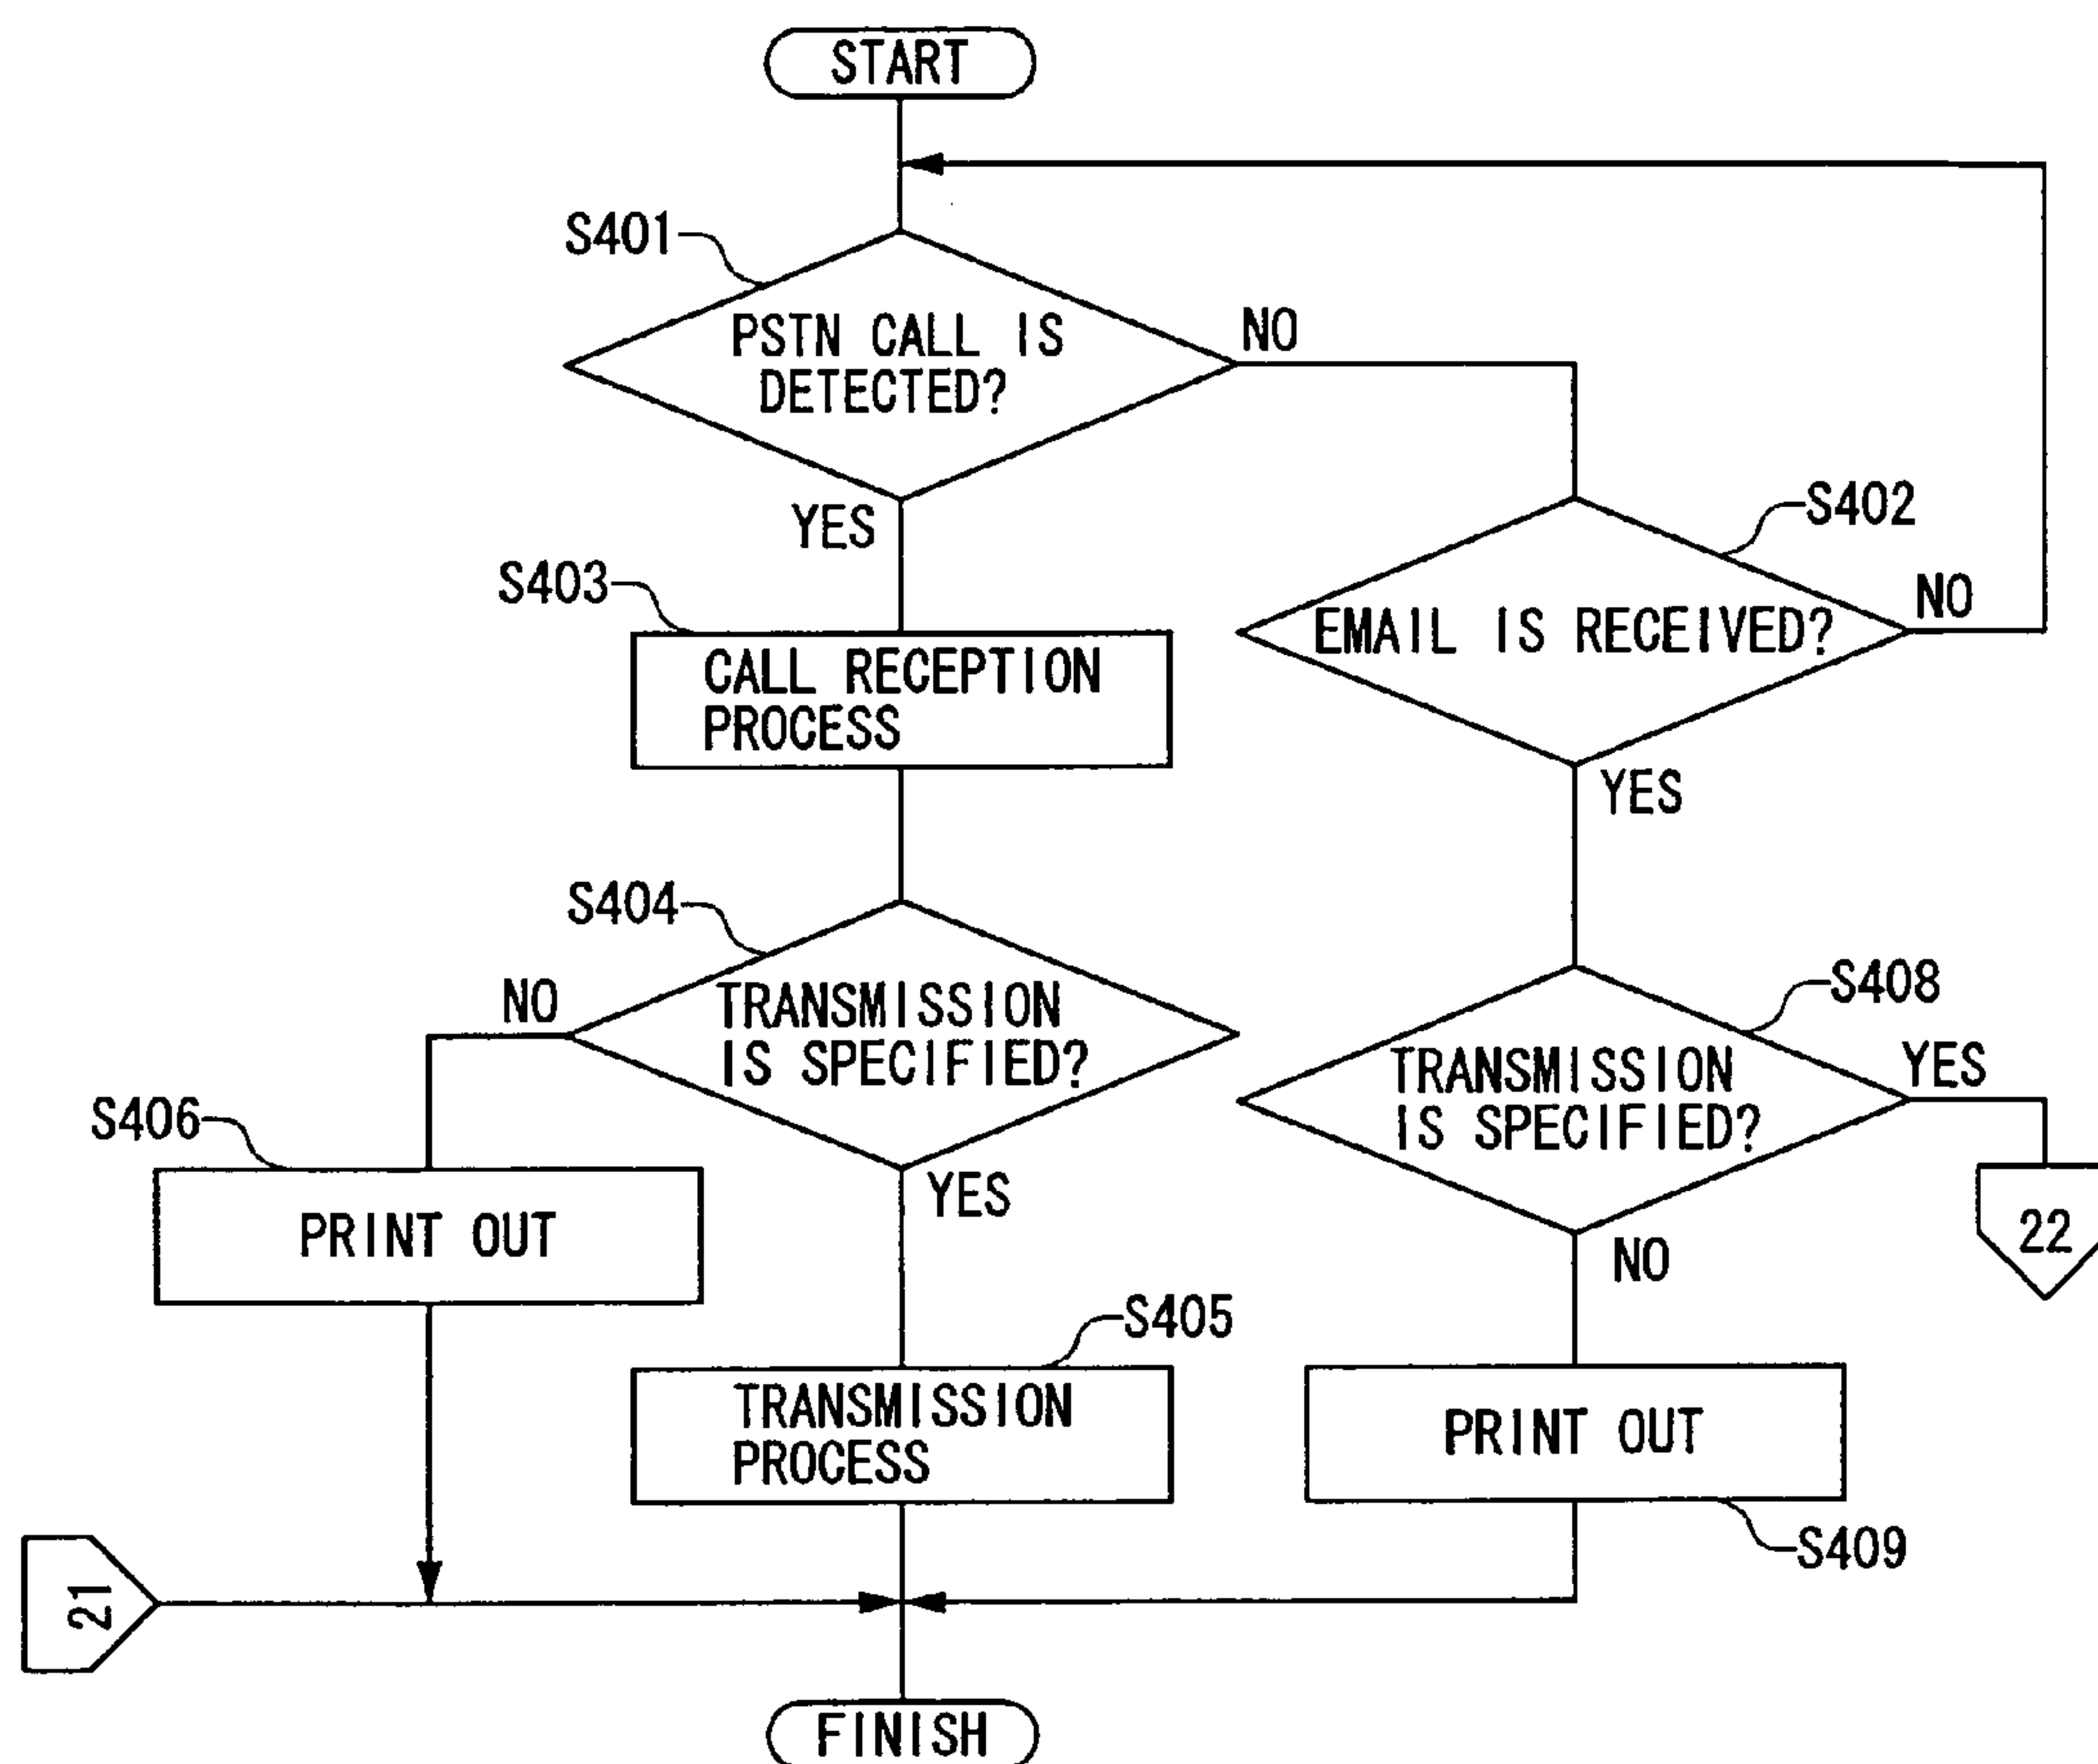 START
S401
PSTN CALL IS
DETECTED?
NO
YES
S402
EMAIL IS RECEIVED?
NO
YES
S403
CALL RECEPTION
PROCESS
S404
TRANSMISSION
IS SPECIFIED?
NO
YES
S408
TRANSMISSION
IS SPECIFIED?
YES
NO
22
S406
PRINT OUT
S405
TRANSMISSION
PROCESS
PRINT OUT
S409
21
FINISH